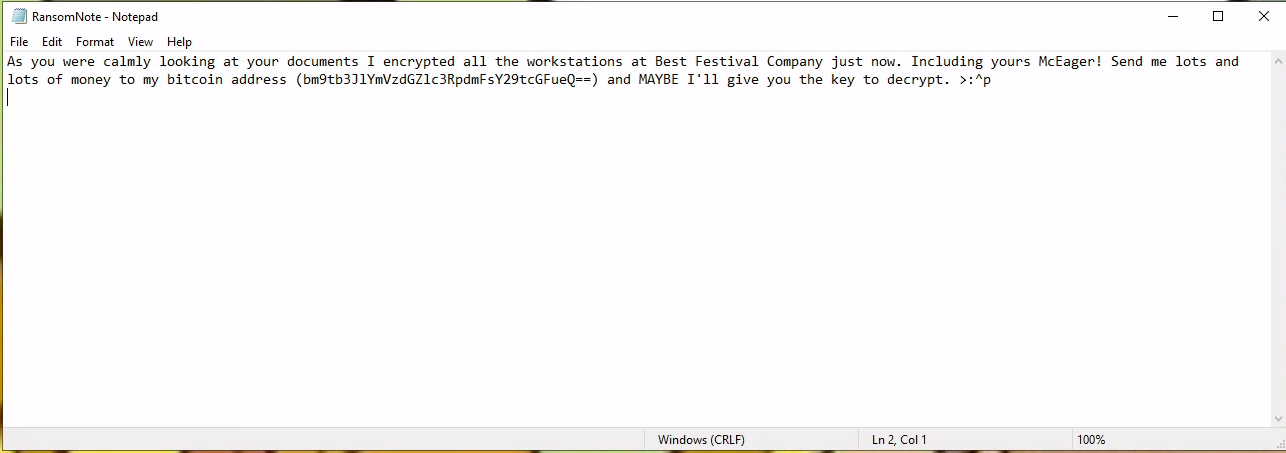 RansomNote - Notepad
File Edit Format View Help
As you were calmly looking at your documents I encrypted all the workstations at Best Festival Company just now. Including yours McEager! Send me lots and
lots of money to my bitcoin address (bm9tb3JlYmVzdGZlc3RpdmFsY29tcGFueQ==) and MAYBE I'll give you the key to decrypt. >:^p
Windows (CRLF) Ln 2, Col 1 100%